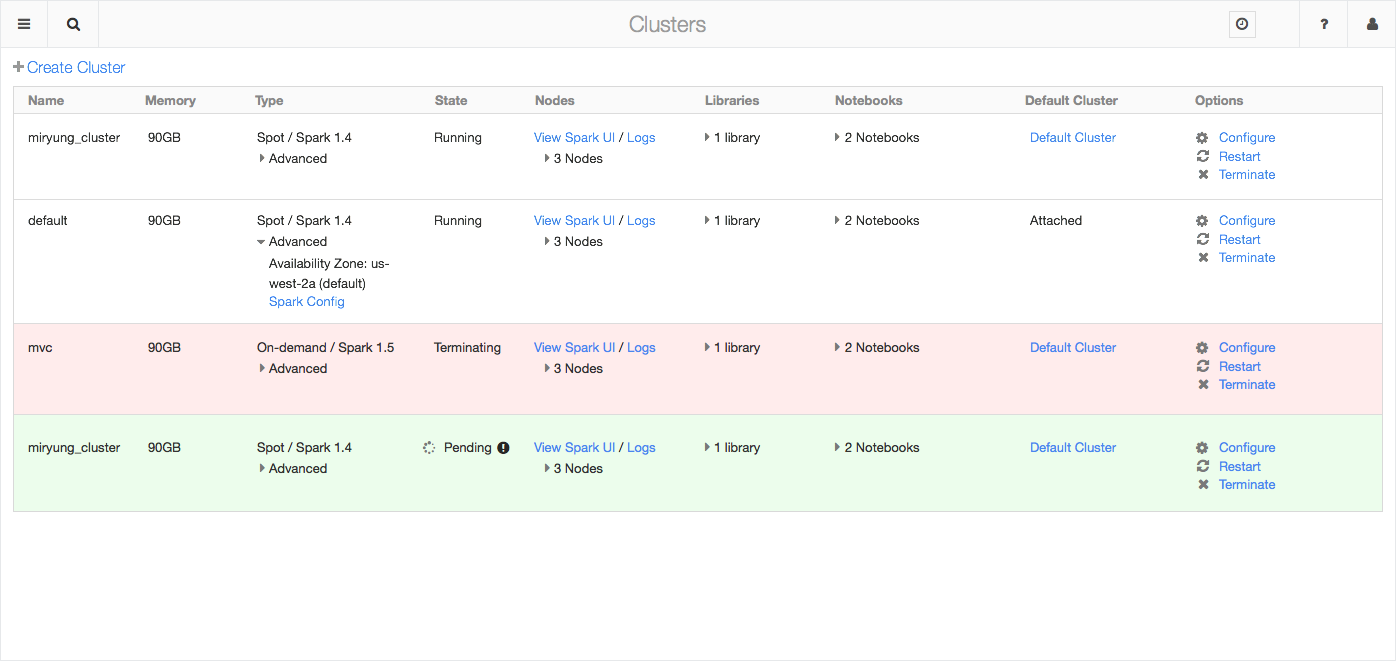 Clusters
?
Create Cluster
Name Memory Type State Nodes Libraries Notebooks Default Cluster Options
miryung_cluster 90GB Spot / Spark 1.4 Running View Spark UI / Logs 1 library 2 Notebooks Default Cluster Configure
Advanced 3 Nodes Restart
Terminate
default 90GB Spot / Spark 1.4 Running View Spark UI / Logs 1 library 2 Notebooks Attached Configure
Advanced 3 Nodes Restart
Availability Zone: us- Terminate
west-2a (default)
Spark Config
mvc 90GB On-demand / Spark 1.5 Terminating View Spark UI / Logs 1 library 2 Notebooks Default Cluster Configure
Advanced 3 Nodes Restart
Terminate
miryung_cluster 90GB Spot / Spark 1.4 Pending View Spark UI / Logs 1 library 2 Notebooks Default Cluster Configure
Advanced 3 Nodes Restart
Terminate